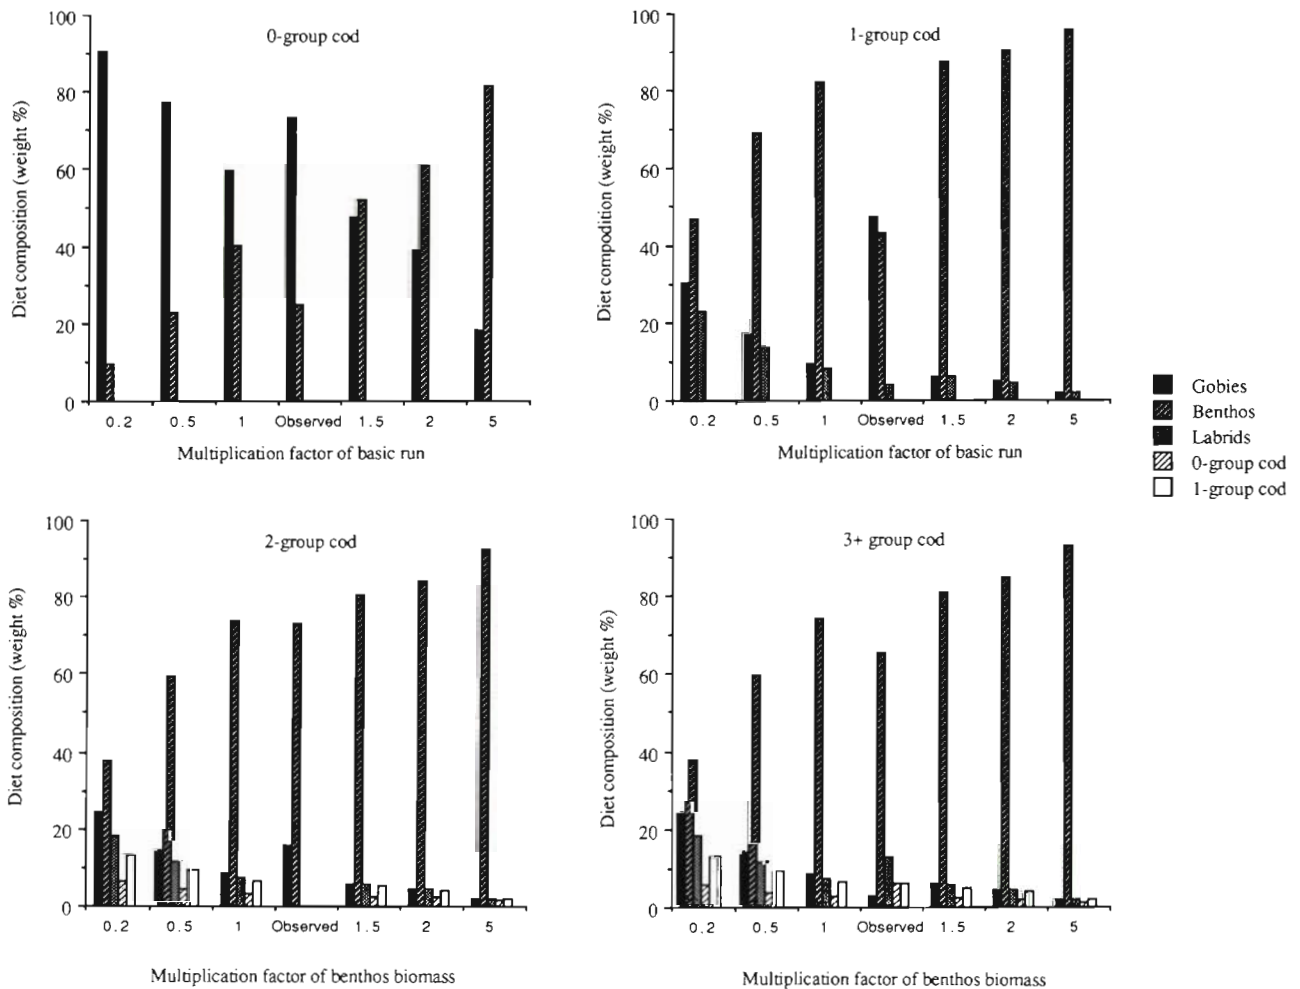 0-group cod
Diet composition (weight %)
100
80
60
40
20
0
0.2 0.5 1 Observed 1.5 2 5
Multiplication factor of basic run
1-group cod
Diet compodition (weight %)
100
80
60
40
20
0
0.2 0.5 1 Observed 1.5 2 5
Multiplication factor of basic run
Gobies
Benthos
Labrids
0-group cod
1-group cod
2-group cod
Diet composition (weight %)
100
80
60
40
20
0
0.2 0.5 1 Observed 1.5 2 5
Multiplication factor of benthos biomass
3+ group cod
Diet composition (weight %)
100
80
60
40
20
0
0.2 0.5 1 Observed 1.5 2 5
Multiplication factor of benthos biomass